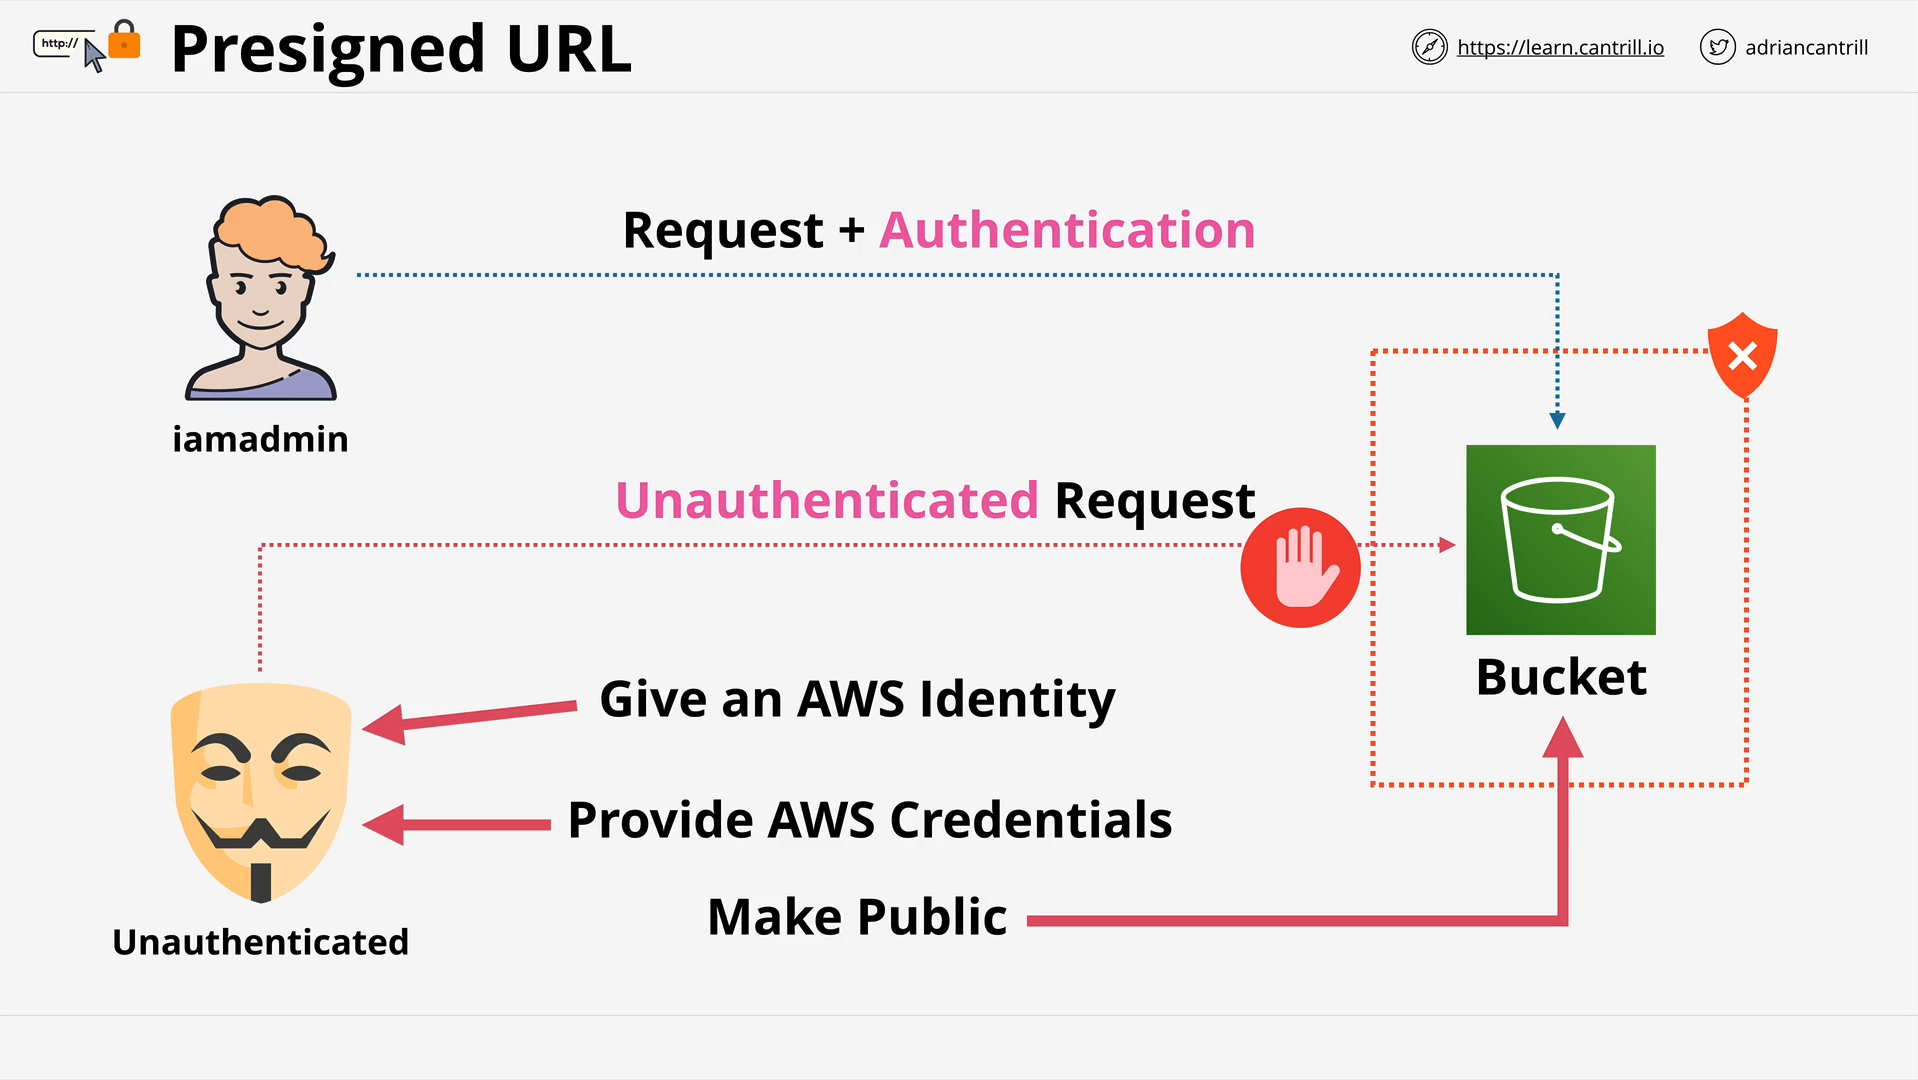 http://
Presigned URL
https://learn.cantrill.io
adriancantrill
Request + Authentication
iamadmin
Unauthenticated Request
Bucket
Give an AWS Identity
Provide AWS Credentials
Make Public
Unauthenticated